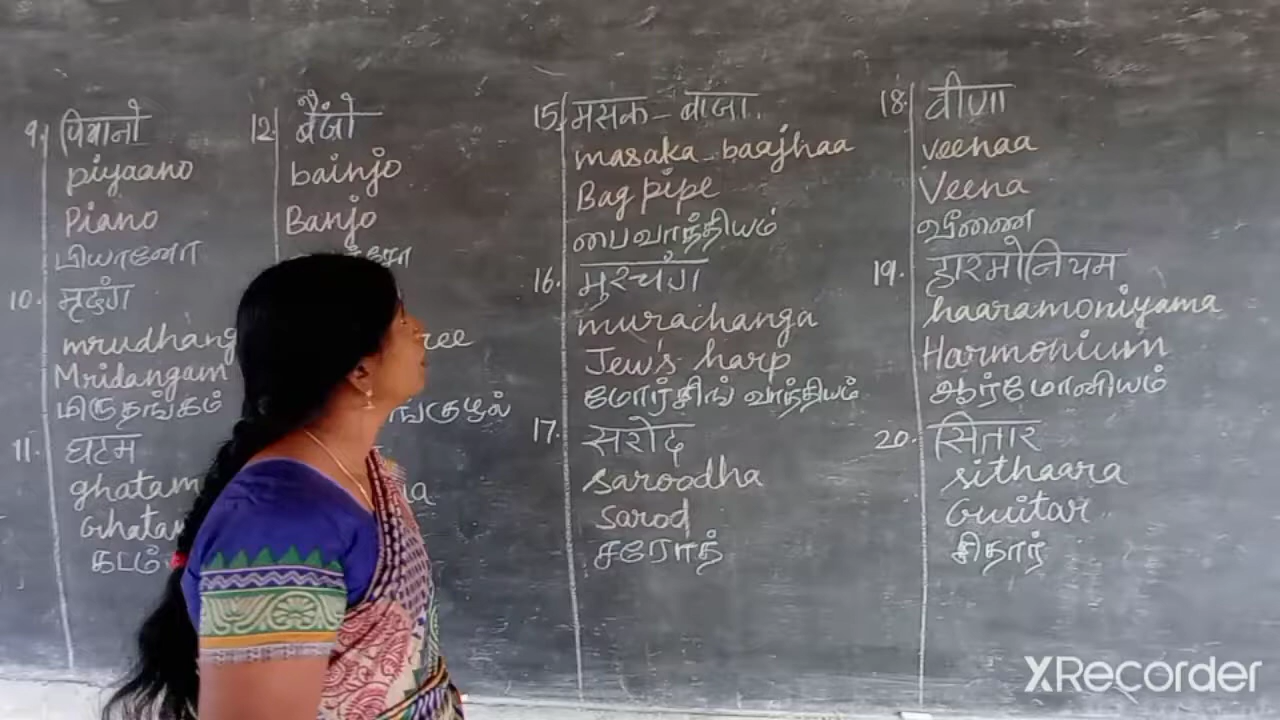 9. पियानो
piyaano
Piano
பியானோ
10. मृदंग
mrudhang
Mridangam
மிருதங்கம்
11. घटम
ghatam
Ghatam
கடம்
12. बैंजो
bainjo
Banjo
ree
ங்குழல்
15. मसक - बाजा.
masaka - baajhaa
Bagpipe
பைவாந்தியம்
16. मुरचंग
murachanga
Jew's harp
மோர்சிங் வாந்தியம்
17. सरोद
saroodha
Sarod
சரோத்
18. वीणा
veenaa
Veena
வீணை
19. हारमोनियम
haaramoniyama
Harmonium
ஆர்மோனியம்
20. सितार
sithaara
Guitar
சிதார்
XRecorder